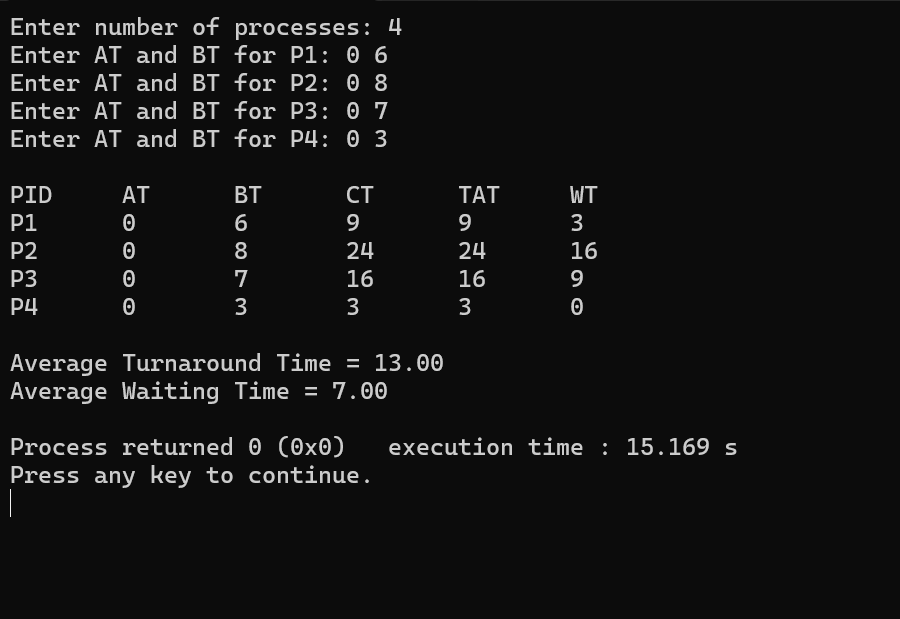 Enter number of processes: 4
Enter AT and BT for P1: 0 6
Enter AT and BT for P2: 0 8
Enter AT and BT for P3: 0 7
Enter AT and BT for P4: 0 3
PID AT BT CT TAT WT
P1 0 6 9 9 3
P2 0 8 24 24 16
P3 0 7 16 16 9
P4 0 3 3 3 0
Average Turnaround Time = 13.00
Average Waiting Time = 7.00
Process returned 0 (0x0)   execution time : 15.169 s
Press any key to continue.